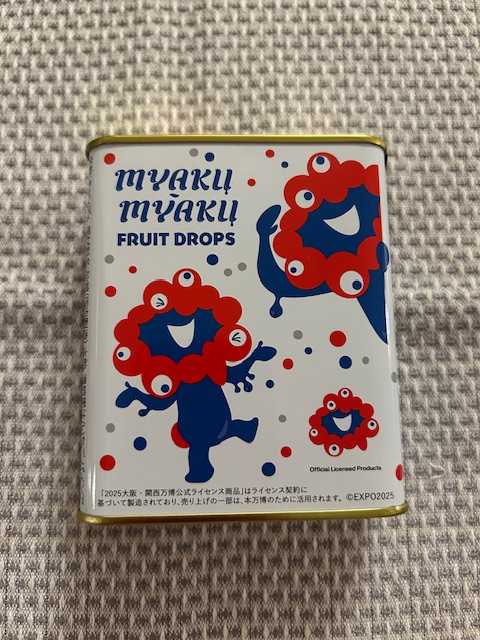 MYAKU
MYAKU
FRUIT DROPS
Official Licensed Products
「2025大阪・関西万博公式ライセンス商品」はライセンス契約に
基づいて製造されており、売り上げの一部は、本万博のために活用されます。 ©EXPO2025